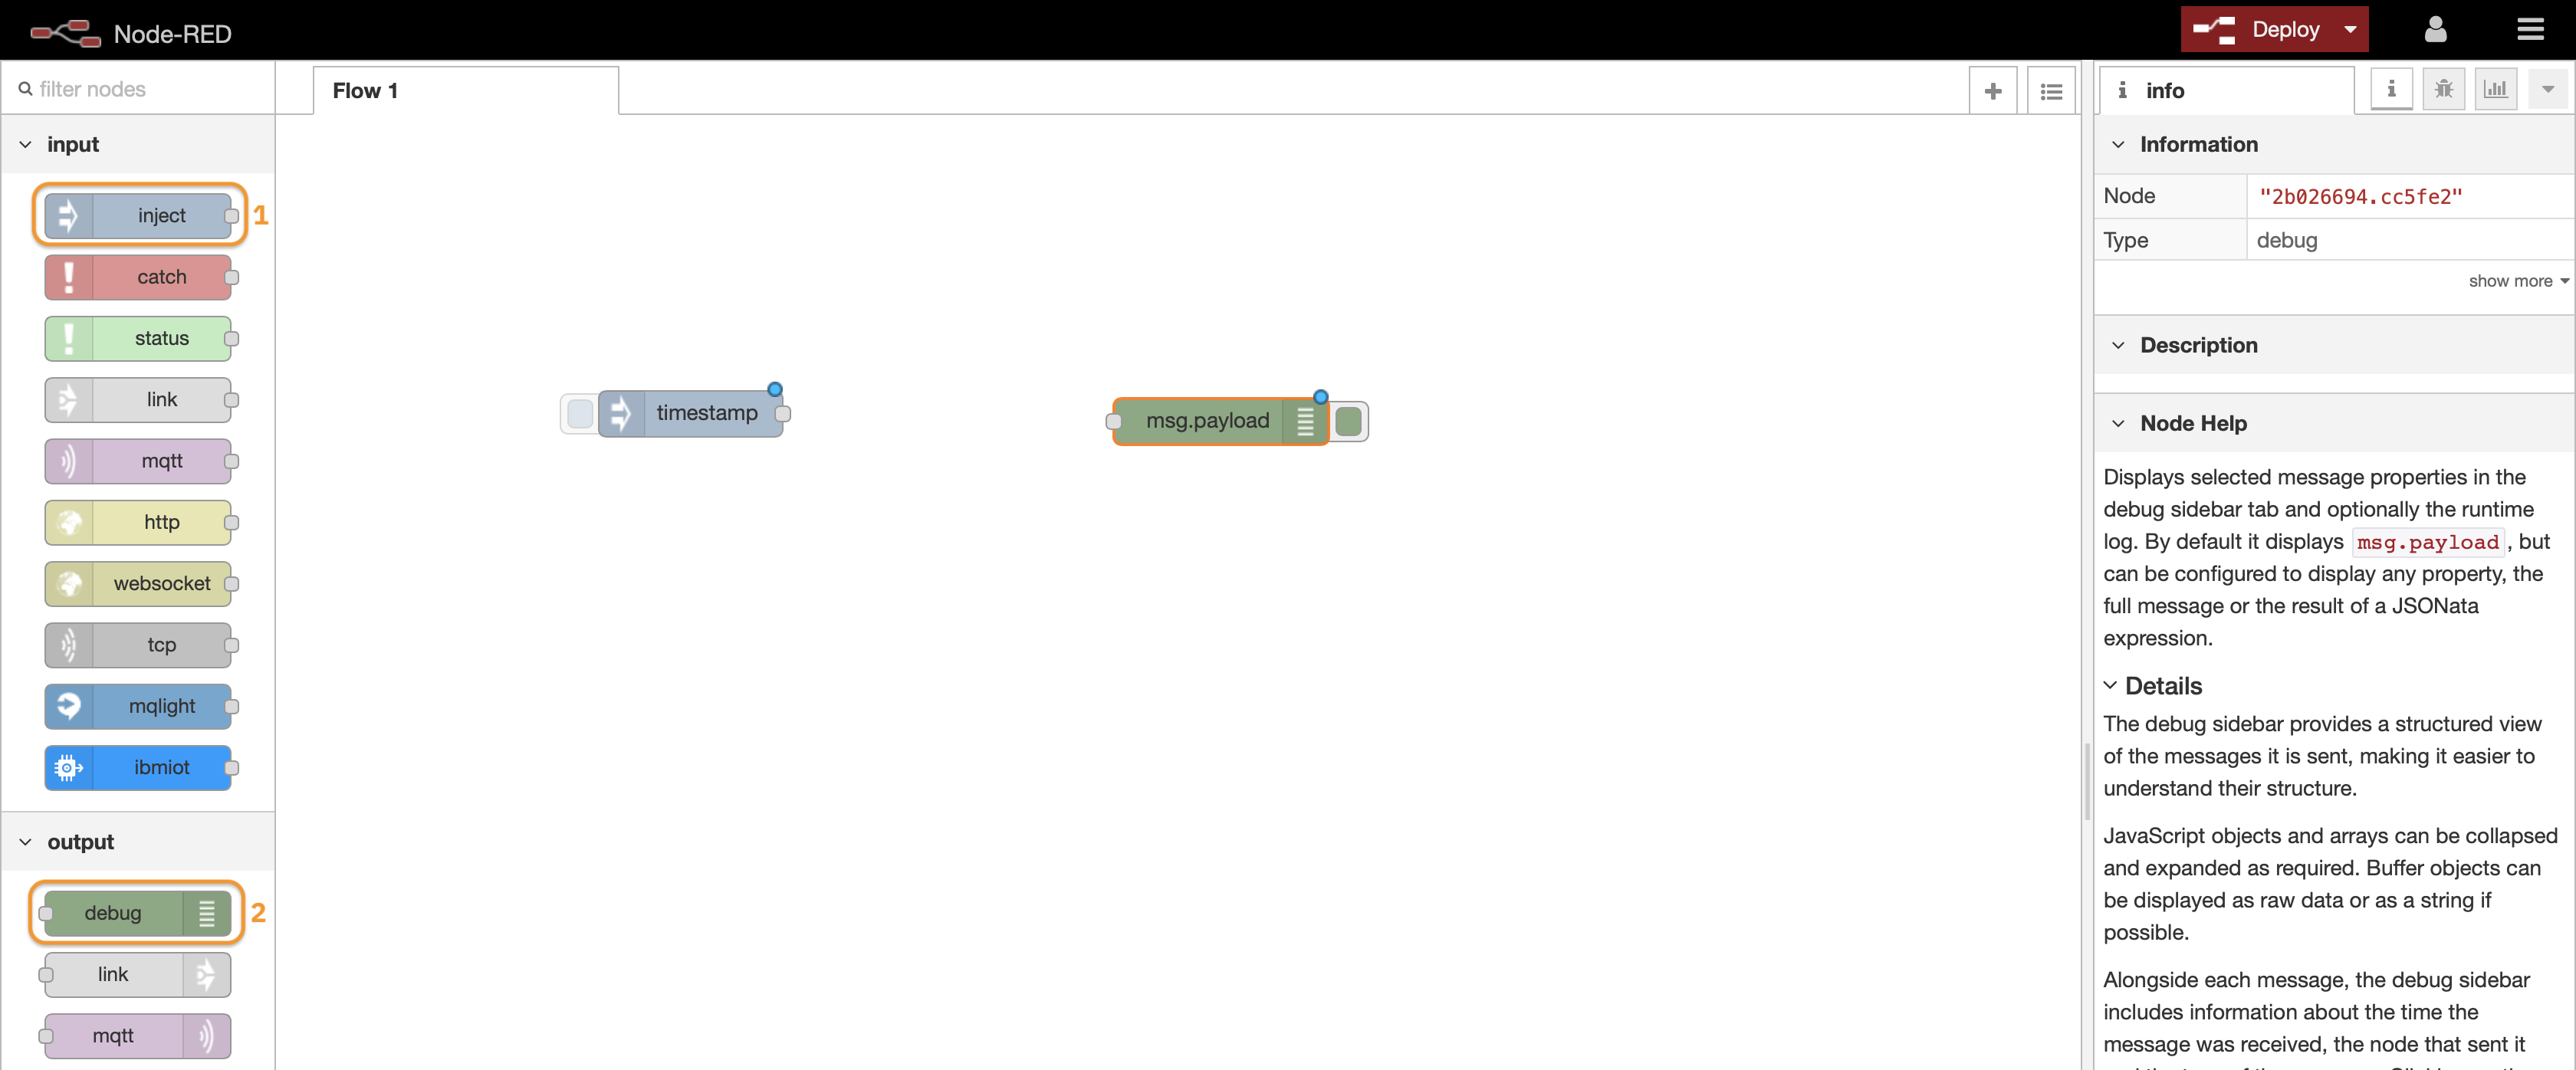 Node-RED
Deploy
filter nodes
Flow 1
info
input
inject
1
catch
status
link
mqtt
http
websocket
tcp
mqlight
ibmiot
output
debug
2
link
mqtt
timestamp
msg.payload
Information
Node "2b026694.cc5fe2"
Type debug
show more
Description
Node Help
Displays selected message properties in the
debug sidebar tab and optionally the runtime
log. By default it displays msg.payload , but
can be configured to display any property, the
full message or the result of a JSONata
expression.
Details
The debug sidebar provides a structured view
of the messages it is sent, making it easier to
understand their structure.
JavaScript objects and arrays can be collapsed
and expanded as required. Buffer objects can
be displayed as raw data or as a string if
possible.
Alongside each message, the debug sidebar
includes information about the time the
message was received, the node that sent it